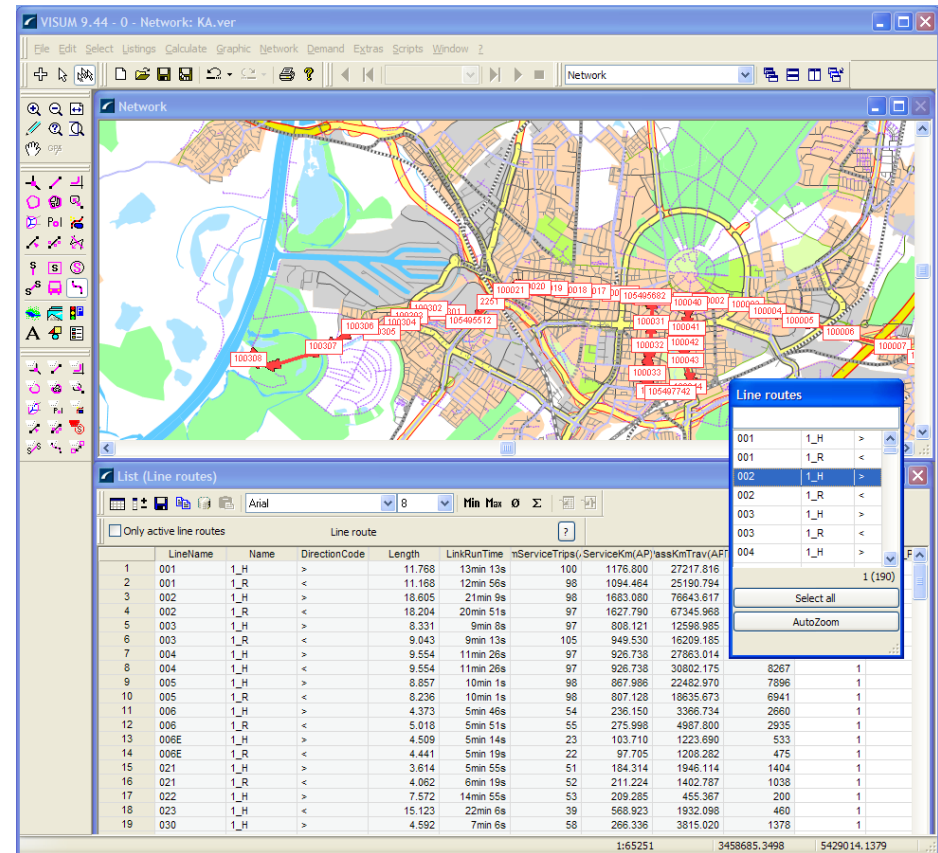 VISUM 9.44 - 0 - Network: KA.ver
File Edit Select Listings Calculate Graphic Network Demand Extras Scripts Window ?
Network
Network
100021 020 019 0018 017 105495682 100040 0002 100003 100004 100005 100006 100007
100302 301 2251 105495512
100306 100304 305
100307
100308
100031 100041
100032 100042
100033 100043
105497742
Line routes
001 1_H >
001 1_R <
002 1_H >
002 1_R <
003 1_H >
003 1_R <
004 1_H >
1 (190)
Select all
AutoZoom
List (Line routes)
Arial 8 Min Max Ø Σ
Only active line routes Line route ?
LineName Name DirectionCode Length LinkRunTime mServiceTrips( ServiceKm(AP) assKmTrav(AP
1 001 1_H > 11.768 13min 13s 100 1176.800 27217.816
2 001 1_R < 11.168 12min 56s 98 1094.464 25190.794
3 002 1_H > 18.605 21min 9s 98 1683.080 76643.617
4 002 1_R < 18.204 20min 51s 97 1627.790 67345.968
5 003 1_H > 8.331 9min 8s 97 808.121 12598.985
6 003 1_R < 9.043 9min 13s 105 949.530 16209.185
7 004 1_H > 9.554 11min 26s 97 926.738 27863.014
8 004 1_R < 9.554 11min 26s 97 926.738 30802.175 8267 1
9 005 1_H > 8.857 10min 1s 98 867.986 22482.970 7896 1
10 005 1_R < 8.236 10min 1s 98 807.128 18635.673 6941 1
11 006 1_H > 4.373 5min 46s 54 236.150 3366.734 2660 1
12 006 1_R < 5.018 5min 51s 55 275.998 4987.800 2935 1
13 006E 1_H > 4.509 5min 14s 23 103.710 1223.690 533 1
14 006E 1_R < 4.441 5min 19s 22 97.705 1208.282 475 1
15 021 1_H > 3.614 5min 55s 51 184.314 1946.114 1404 1
16 021 1_R < 4.062 6min 19s 52 211.224 1402.787 1038 1
17 022 1_H > 7.572 14min 55s 53 209.285 455.367 200 1
18 023 1_H < 15.123 22min 6s 39 568.923 1932.098 460 1
19 030 1_H > 4.592 7min 6s 58 266.336 3815.020 1378 1
1:65251 3458685.3498 5429014.1379